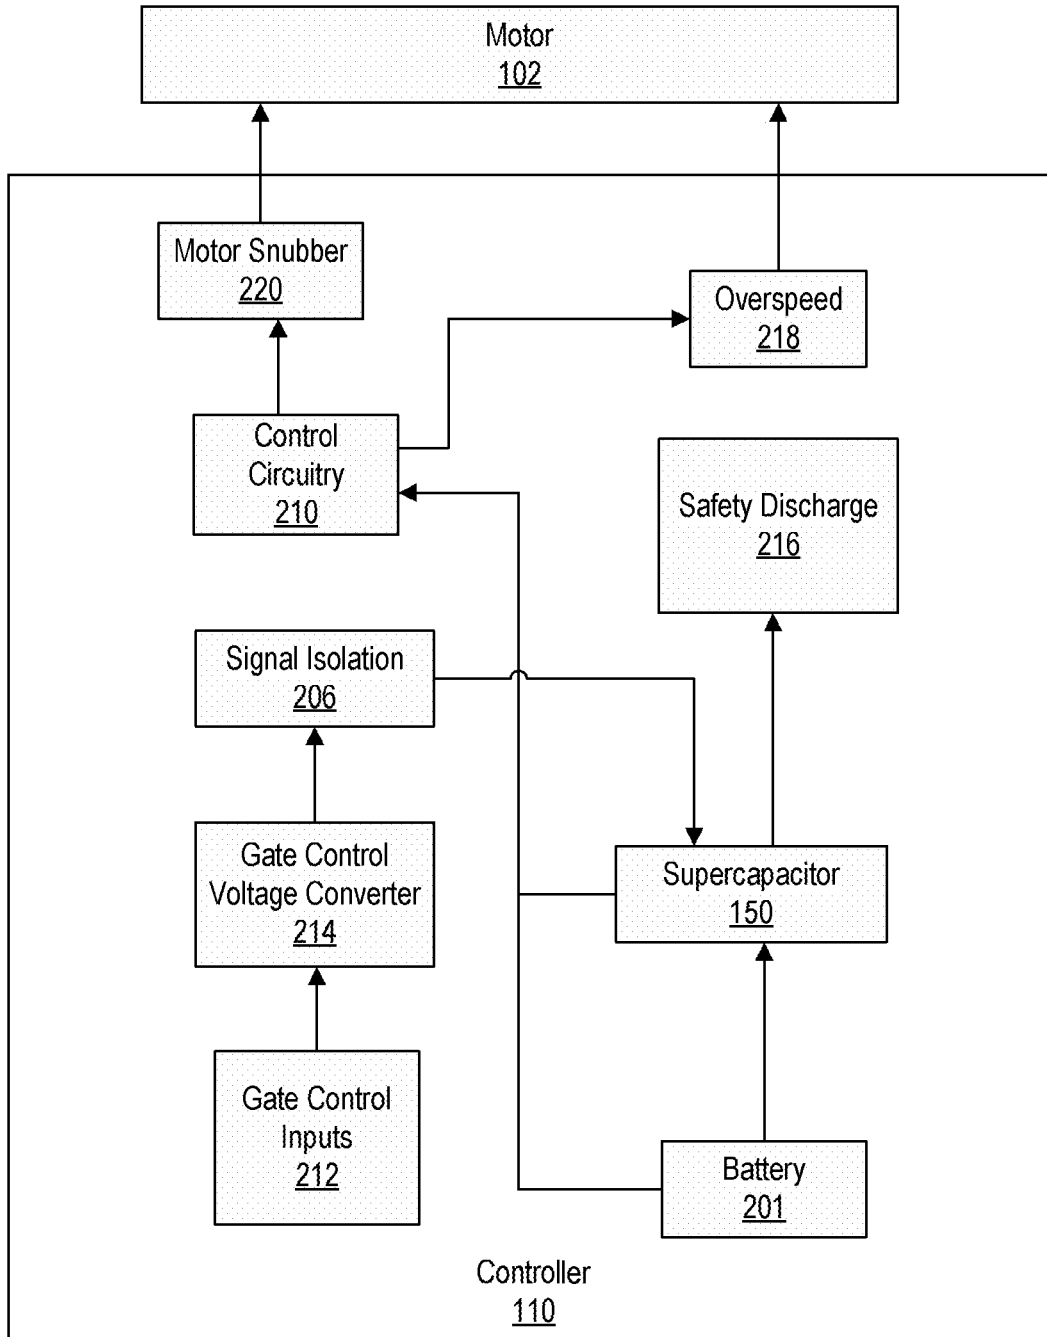 Motor
102
Motor Snubber
220
Overspeed
218
Control
Circuitry
210
Safety Discharge
216
Signal Isolation
206
Gate Control
Voltage Converter
214
Supercapacitor
150
Gate Control
Inputs
212
Battery
201
Controller
110